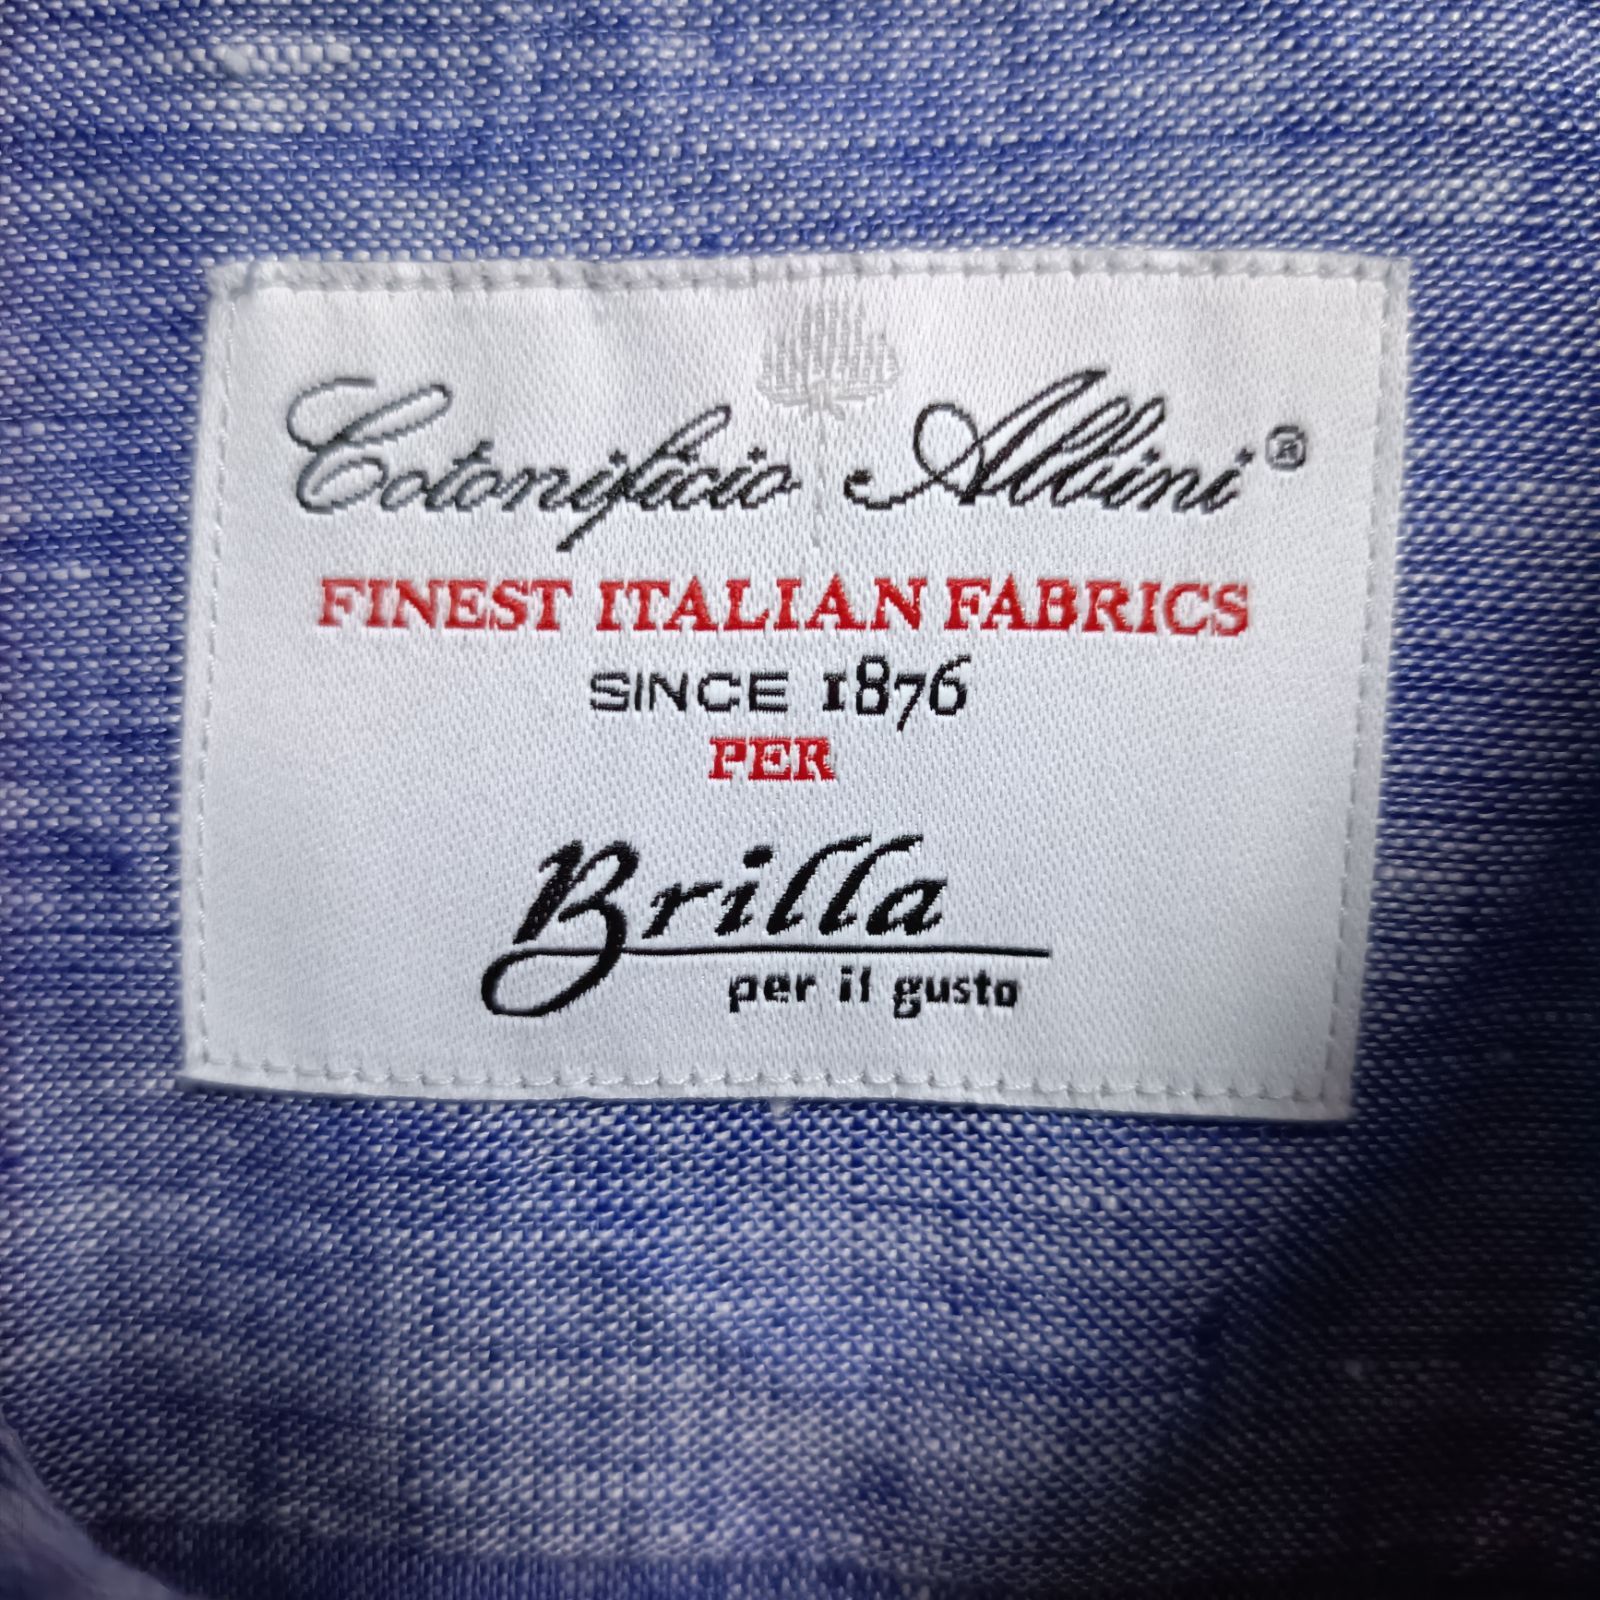 Cotonificio Albini®
FINEST ITALIAN FABRICS
SINCE 1876
PER
Brilla
per il gusto